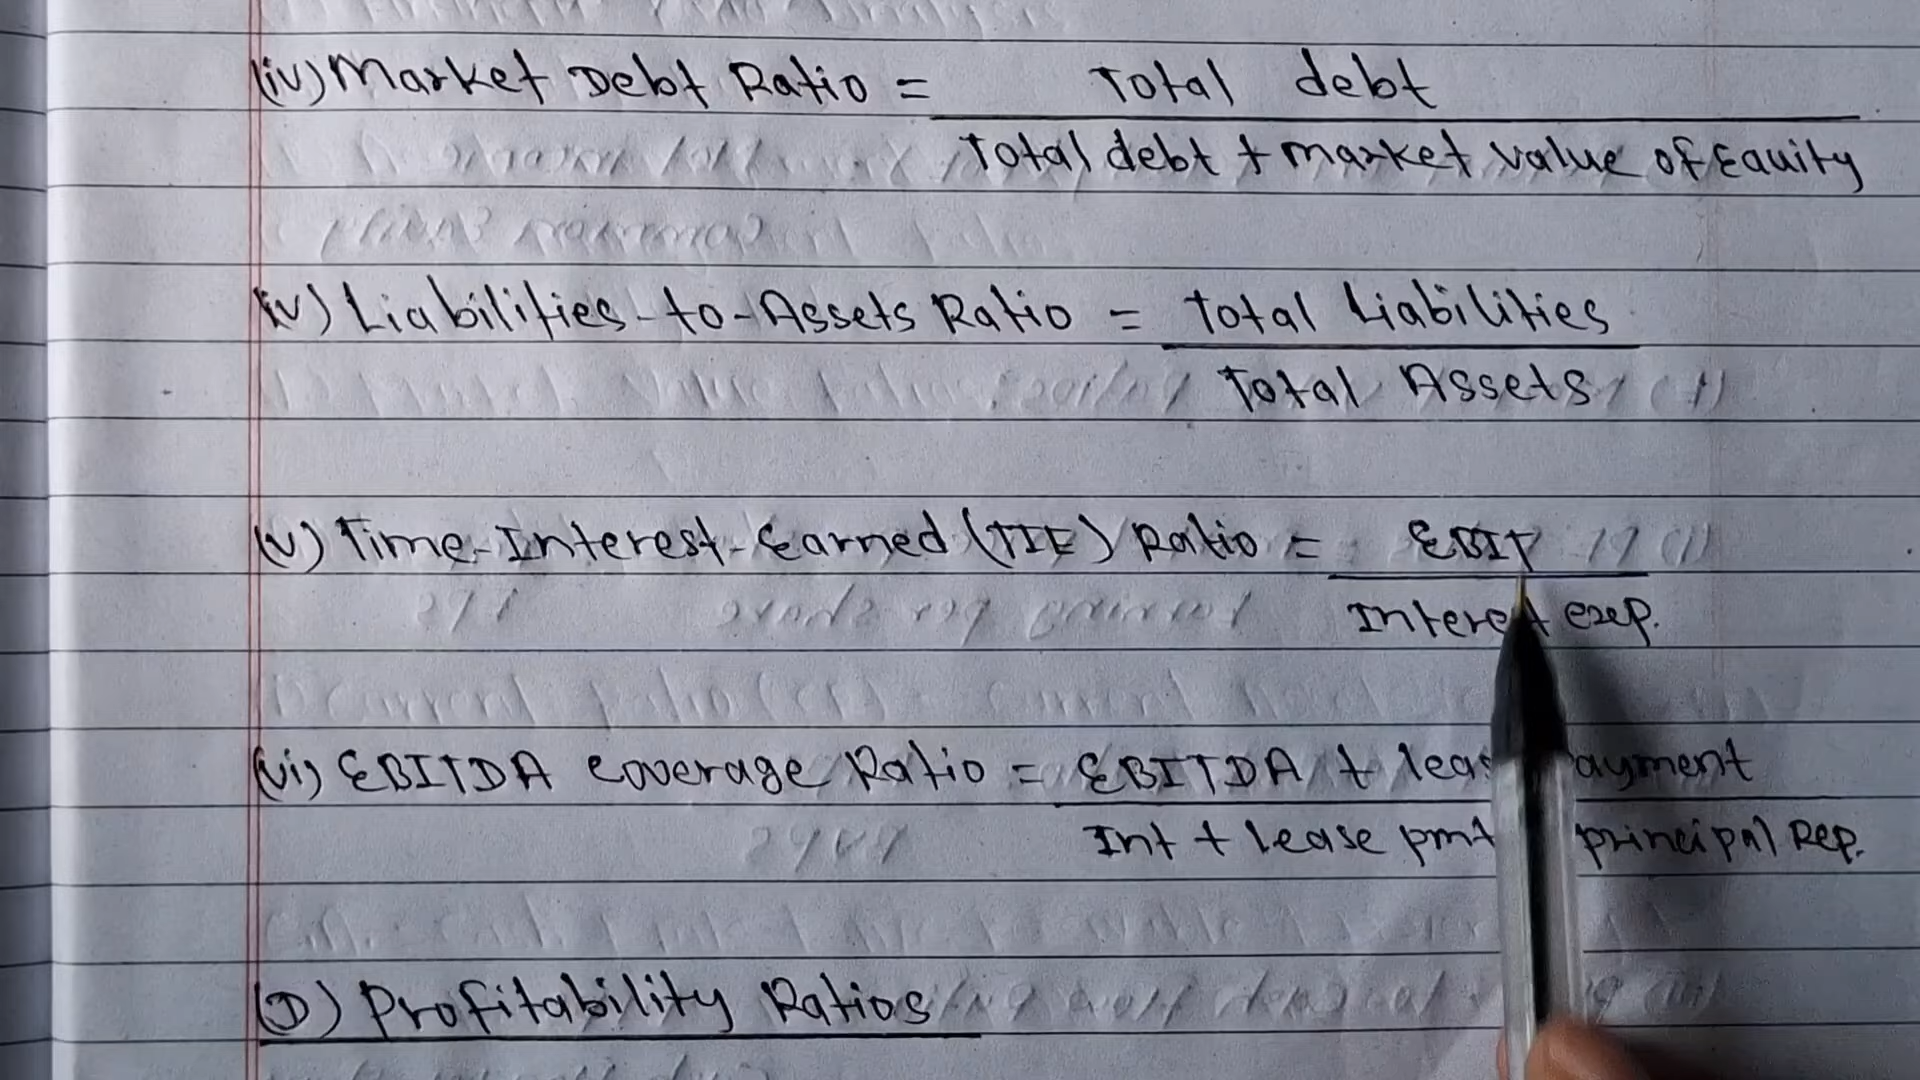 (iv) Market Debt Ratio = Total debt
Total debt + Market value of Equity
(iv) Liabilities-to-Assets Ratio = Total Liabilities
Total Assets
(v) Time-Interest-Earned (TIE) Ratio = EBIT
Interest exp.
(vi) EBITDA Coverage Ratio = EBITDA +
Int + lease pmt principal Rep.
(D) Profitability Ratios